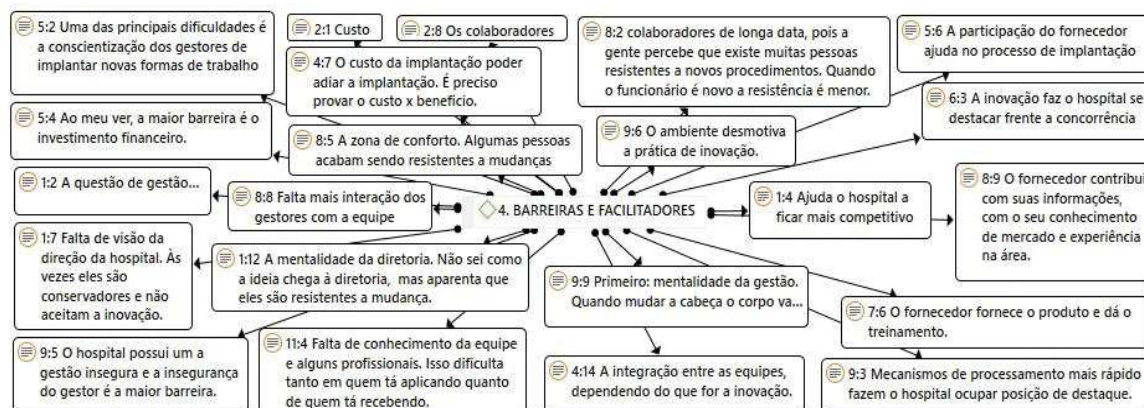 5:2 Uma das principais dificuldades é
a conscientização dos gestores de
implantar novas formas de trabalho
2:1 Custo
2:8 Os colaboradores
8:2 colaboradores de longa data, pois a
gente percebe que existe muitas pessoas
resistentes a novos procedimentos. Quando
o funcionário é novo a resistência é menor.
5:6 A participação do fornecedor
ajuda no processo de implantação
4:7 O custo da implantação poder
adiar a implantação. É preciso
provar o custo x beneficio.
6:3 A inovação faz o hospital se
destacar frente a concorrência
5:4 Ao meu ver, a maior barreira é o
investimento financeiro.
8:5 A zona de conforto. Algumas pessoas
acabam sendo resistentes a mudanças
9:6 O ambiente desmotiva
a prática de inovação.
1:2 A questão de gestão...
8:8 Falta mais interação dos
gestores com a equipe
4. BARREIRAS E FACILITADORES
1:4 Ajuda o hospital a
ficar mais competitivo
8:9 O fornecedor contribui
com suas informações,
com o seu conhecimento
de mercado e experiência
na área.
1:7 Falta de visão da
direção da hospital. Às
vezes eles são
conservadores e não
aceitam a inovação.
1:12 A mentalidade da diretoria. Não sei como
a ideia chega à diretoria, mas aparenta que
eles são resistentes a mudança.
9:9 Primeiro: mentalidade da gestão.
Quando mudar a cabeça o corpo va...
7:6 O fornecedor fornece o produto e dá o
treinamento.
9:5 O hospital possui um a
gestão insegura e a insegurança
do gestor é a maior barreira.
11:4 Falta de conhecimento da equipe
e alguns profissionais. Isso dificulta
tanto em quem tá aplicando quanto
de quem tá recebendo.
4:14 A integração entre as equipes,
dependendo do que for a inovação.
9:3 Mecanismos de processamento mais rápido
fazem o hospital ocupar posição de destaque.